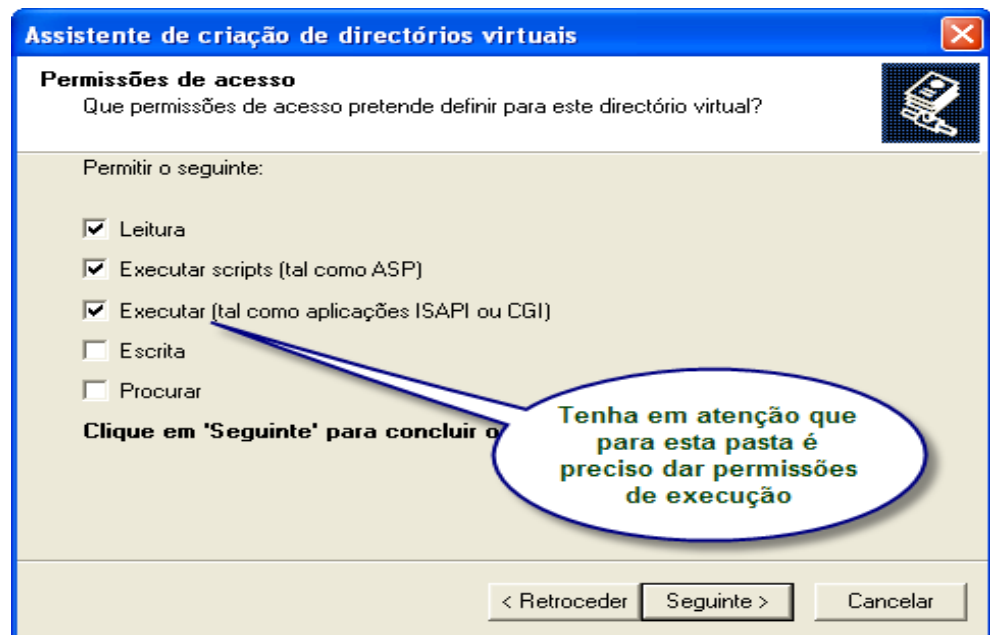 Assistente de criação de directórios virtuais
Permissões de acesso
Que permissões de acesso pretende definir para este directório virtual?
Permitir o seguinte:
Leitura
Executar scripts (tal como ASP)
Executar (tal como aplicações ISAPI ou CGI)
Escrita
Procurar
Clique em 'Seguinte' para concluir o
Tenha em atenção que
para esta pasta é
preciso dar permissões
de execução
< Retroceder
Seguinte >
Cancelar